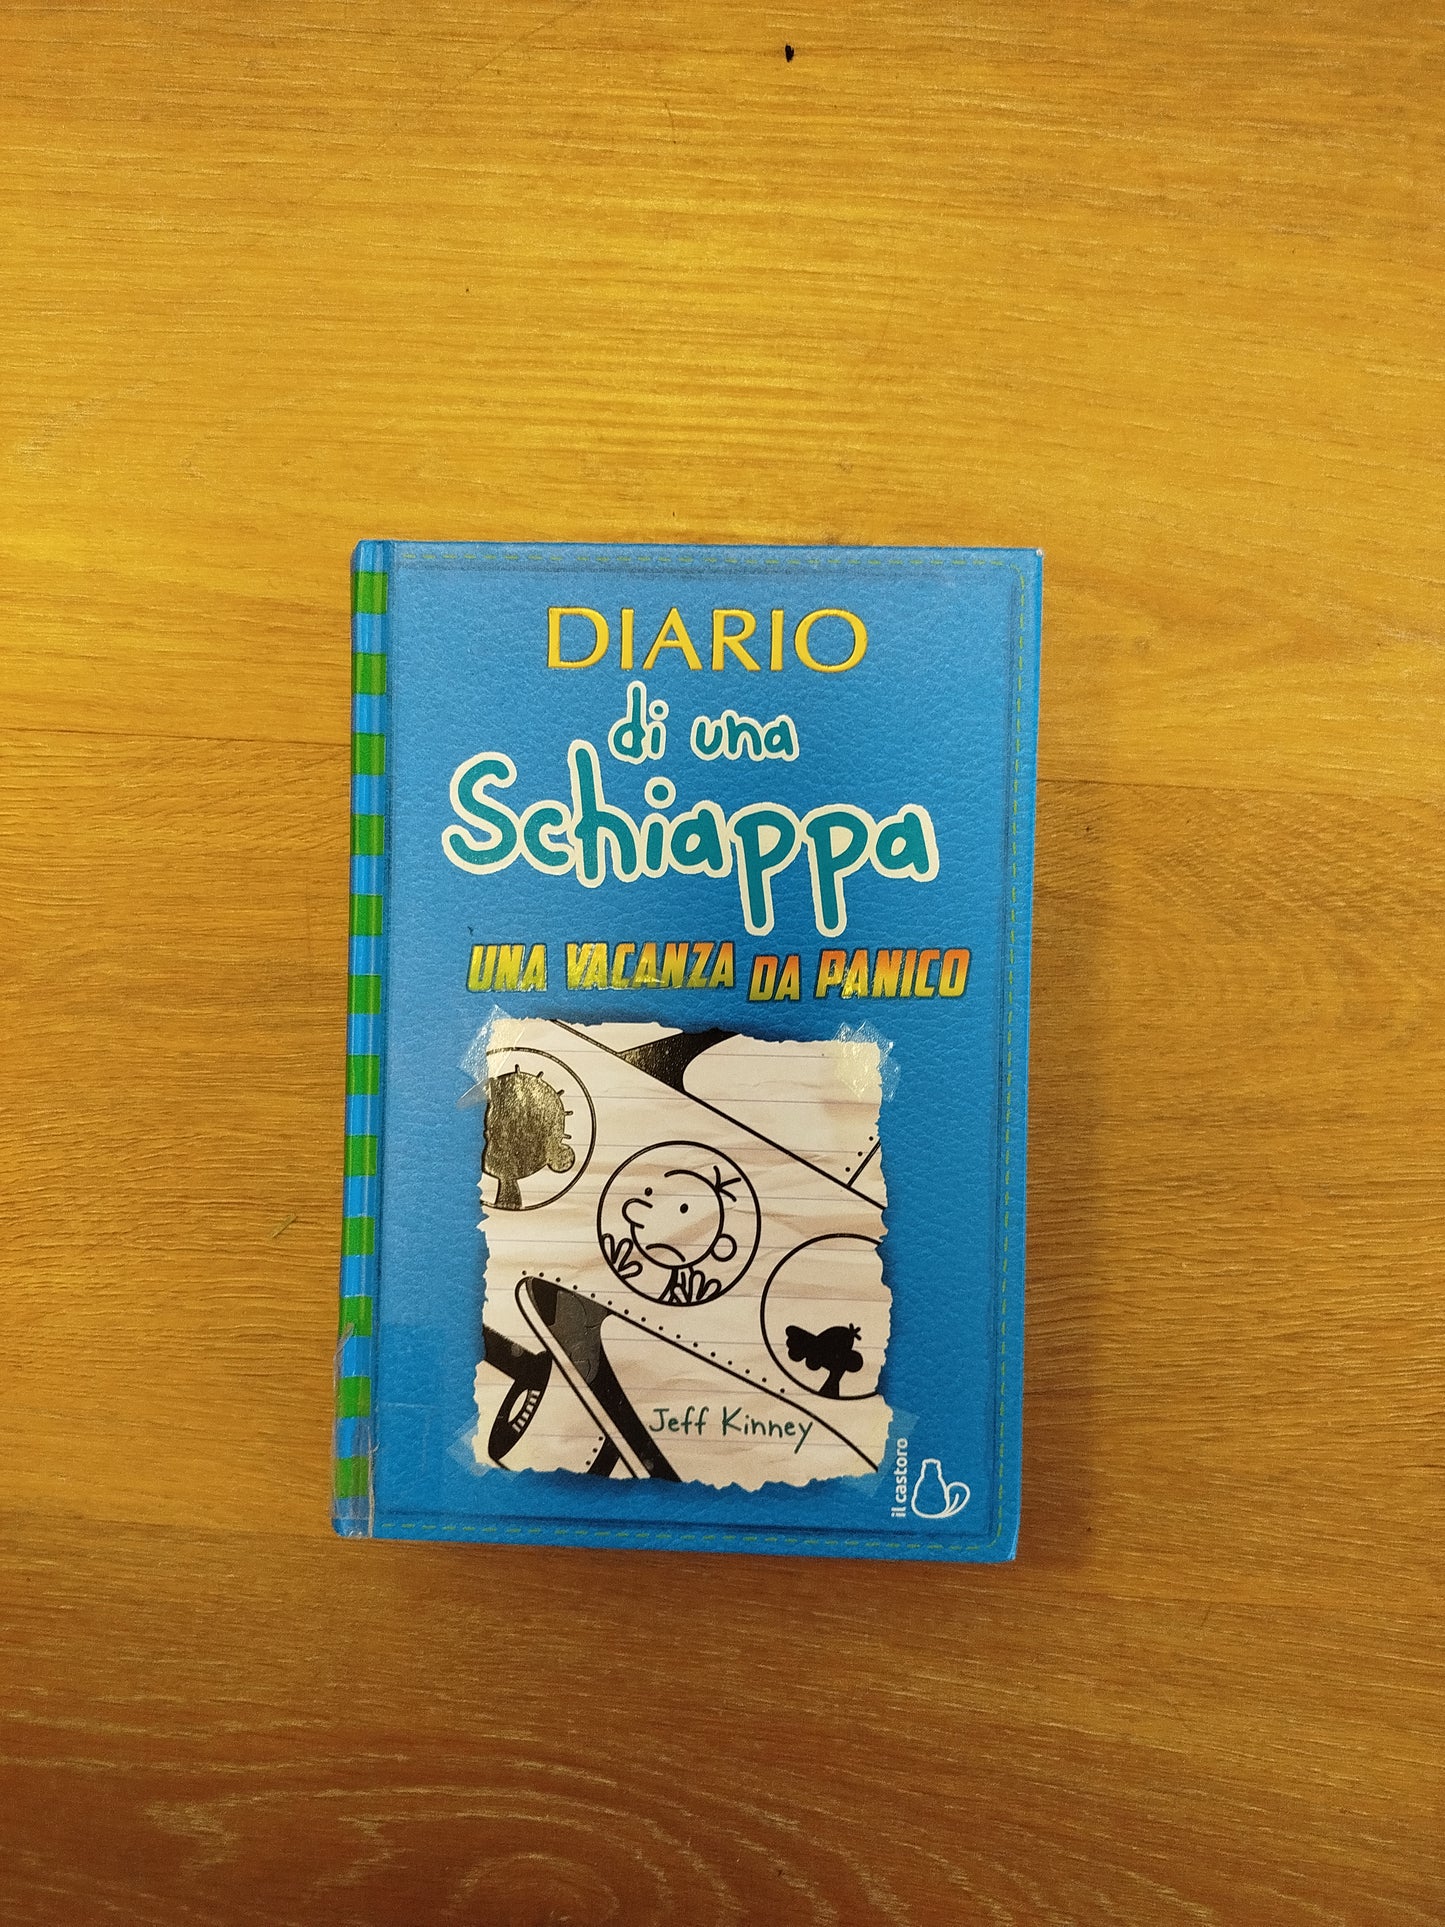 DIARIO
di una
Schiappa
UNA VACANZA DA PANICO
Jeff Kinney
il castoro